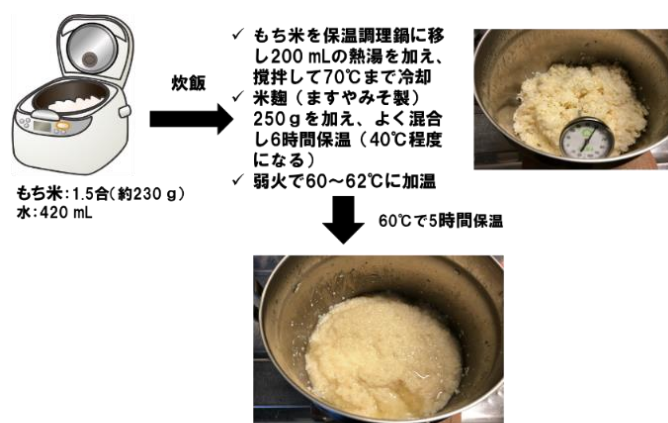 ✓ もち米を保温調理鍋に移
し200 mLの熱湯を加え、
撹拌して70℃まで冷却
✓ 米麹（ますやみそ製）
250gを加え、よく混合
し6時間保温（40℃程度
になる）
✓ 弱火で60～62℃に加温
炊飯
もち米:1.5合(約230 g)
水:420 mL
60℃で5時間保温